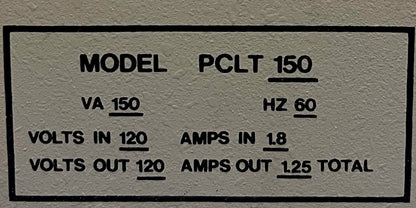 MODEL PCLT 150
VA 150 HZ 60
VOLTS IN 120 AMPS IN 1.8
VOLTS OUT 120 AMPS OUT 1.25 TOTAL